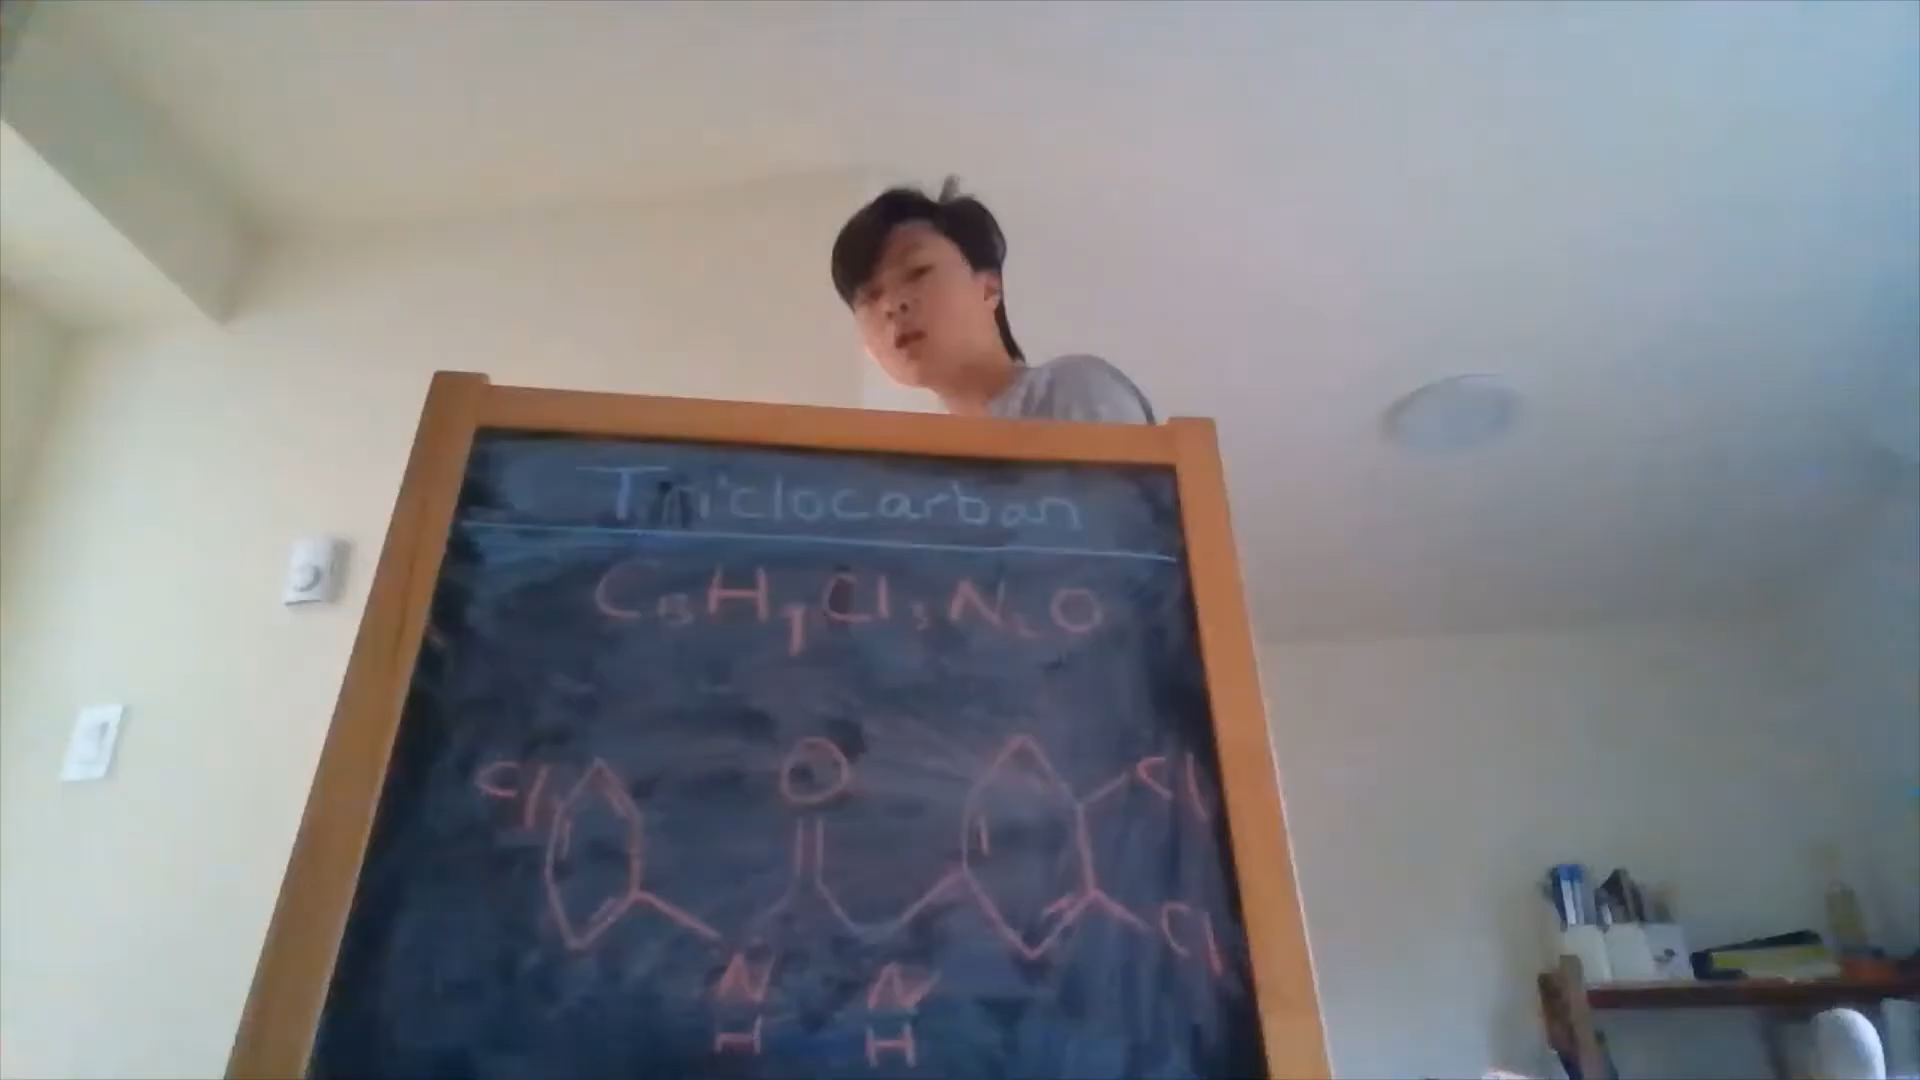 Triclocarban
C₁₃H₉Cl₃N₂O
Cl O Cl
Cl
N N
H H